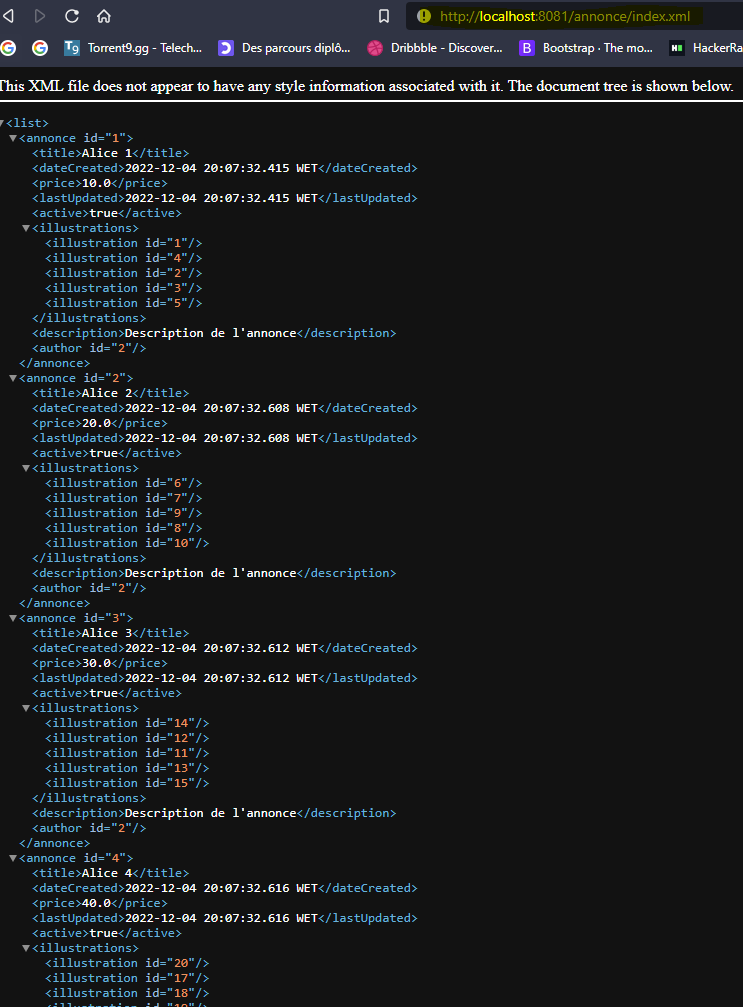 http://localhost:8081/annonce/index.xml
Torrent9.gg - Telech... Des parcours diplô... Dribbble - Discover... Bootstrap · The mo... HackerRa
This XML file does not appear to have any style information associated with it. The document tree is shown below.
<list>
<annonce id="1">
<title>Alice 1</title>
<dateCreated>2022-12-04 20:07:32.415 WET</dateCreated>
<price>10.0</price>
<lastUpdated>2022-12-04 20:07:32.415 WET</lastUpdated>
<active>true</active>
<illustrations>
<illustration id="1"/>
<illustration id="4"/>
<illustration id="2"/>
<illustration id="3"/>
<illustration id="5"/>
</illustrations>
<description>Description de l'annonce</description>
<author id="2"/>
</annonce>
<annonce id="2">
<title>Alice 2</title>
<dateCreated>2022-12-04 20:07:32.608 WET</dateCreated>
<price>20.0</price>
<lastUpdated>2022-12-04 20:07:32.608 WET</lastUpdated>
<active>true</active>
<illustrations>
<illustration id="6"/>
<illustration id="7"/>
<illustration id="9"/>
<illustration id="8"/>
<illustration id="10"/>
</illustrations>
<description>Description de l'annonce</description>
<author id="2"/>
</annonce>
<annonce id="3">
<title>Alice 3</title>
<dateCreated>2022-12-04 20:07:32.612 WET</dateCreated>
<price>30.0</price>
<lastUpdated>2022-12-04 20:07:32.612 WET</lastUpdated>
<active>true</active>
<illustrations>
<illustration id="14"/>
<illustration id="12"/>
<illustration id="11"/>
<illustration id="13"/>
<illustration id="15"/>
</illustrations>
<description>Description de l'annonce</description>
<author id="2"/>
</annonce>
<annonce id="4">
<title>Alice 4</title>
<dateCreated>2022-12-04 20:07:32.616 WET</dateCreated>
<price>40.0</price>
<lastUpdated>2022-12-04 20:07:32.616 WET</lastUpdated>
<active>true</active>
<illustrations>
<illustration id="20"/>
<illustration id="17"/>
<illustration id="18"/>